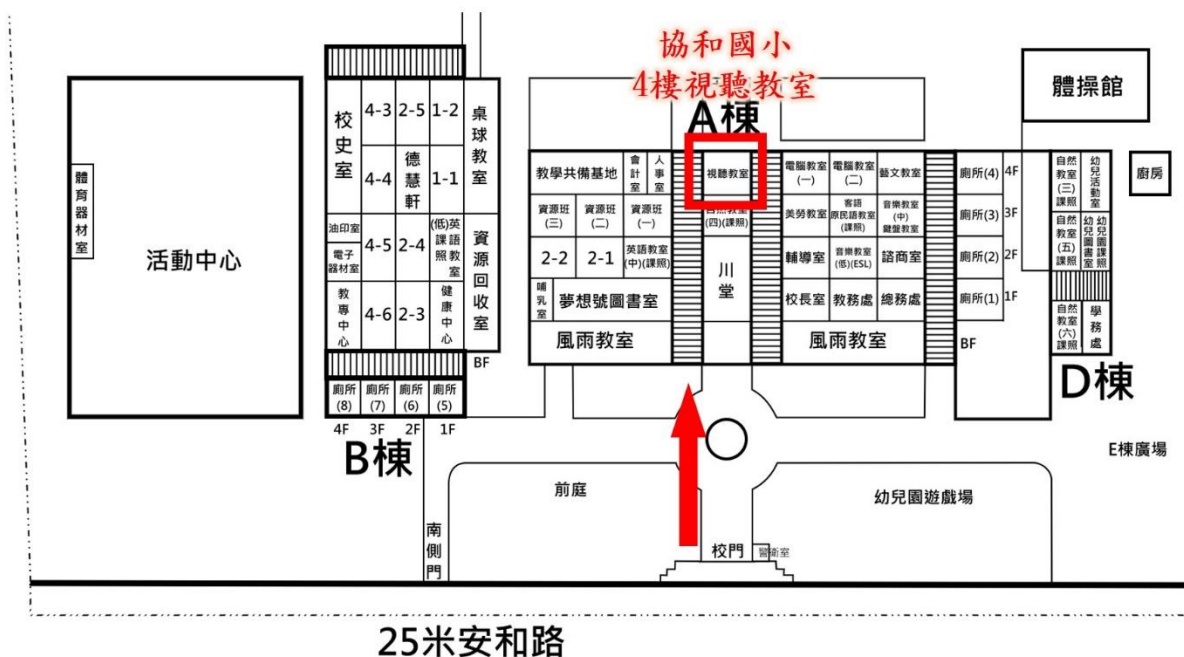 協和國小
4樓視聽教室
A棟
體操館
廚房
體育器材室
活動中心
校史室
4-3
2-5
1-2
桌球教室
4-4
德慧軒
1-1
油印室
電子
器材室
4-5
2-4
(低)英
課語
照教
室
資源回收室
教專中心
4-6
2-3
健康中心
BF
廁所
(8)
廁所
(7)
廁所
(6)
廁所
(5)
4F
3F
2F
1F
B棟
教學共備基地
會計室
人事室
視聽教室
電腦教室
(一)
電腦教室
(二)
藝文教室
廁所(4)
4F
資源班
(三)
資源班
(二)
資源班
(一)
自然教室
(四)(課照)
美勞教室
客語
原民語教室
(課照)
音樂教室
(中)
鍵盤教室
廁所(3)
3F
2-2
2-1
英語教室
(中)(課照)
川堂
輔導室
音樂教室
(低)(ESL)
諮商室
廁所(2)
2F
哺乳室
夢想號圖書室
校長室
教務處
總務處
廁所(1)
1F
風雨教室
風雨教室
BF
自然
教室
(三)
課照
幼兒活動室
自然
教室
(五)
課照
幼兒圖書室
幼兒園課照
自然
教室
(六)
課照
學務處
D棟
E棟廣場
前庭
幼兒園遊戲場
南側門
校門
警衛室
25米安和路